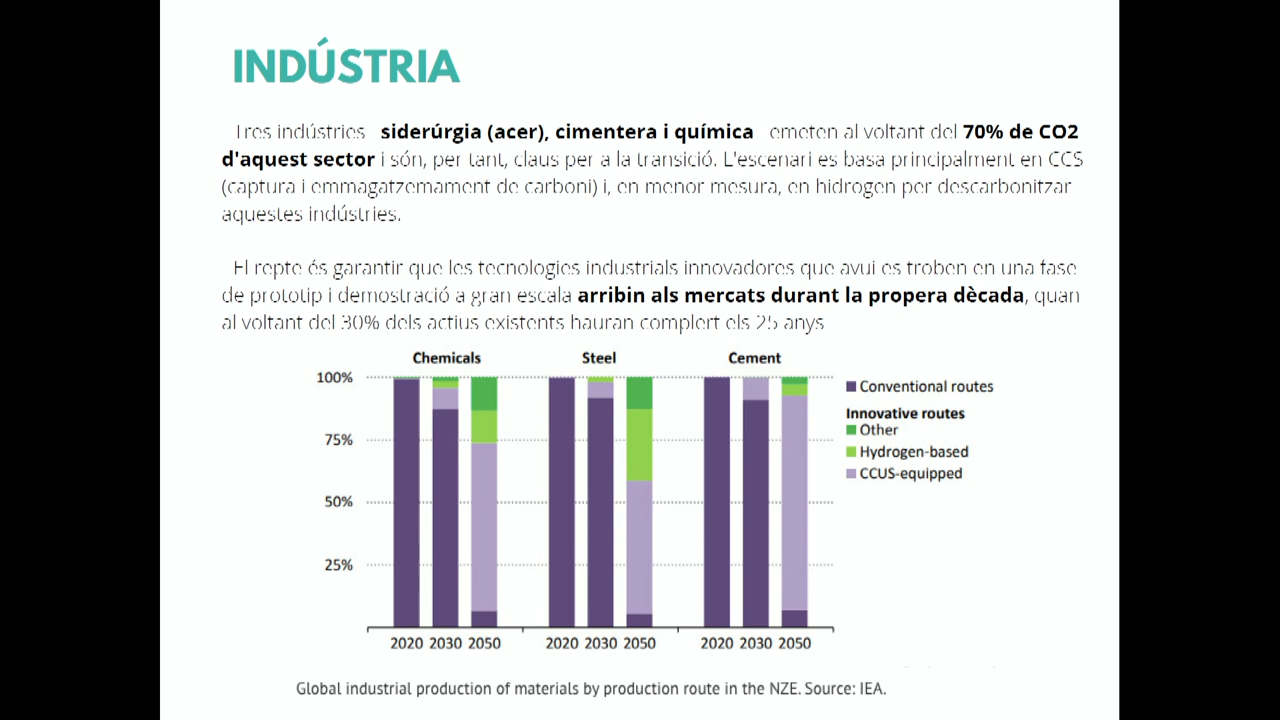 INDÚSTRIA
Tres indústries siderúrgia (acer), cimentera i química emeten al voltant del 70% de CO2
d'aquest sector i són, per tant, claus per a la transició. L'escenari es basa principalment en CCS
(captura i emmagatzemament de carboni) i, en menor mesura, en hidrogen per descarbonitzar
aquestes indústries.
El repte és garantir que les tecnologies industrials innovadores que avui es troben en una fase
de prototip i demostració a gran escala arribin als mercats durant la propera dècada, quan
al voltant del 30% dels actius existents hauran complert els 25 anys
Chemicals Steel Cement
100%
75%
50%
25%
2020 2030 2050 2020 2030 2050 2020 2030 2050
Conventional routes
Innovative routes
Other
Hydrogen-based
CCUS-equipped
Global industrial production of materials by production route in the NZE. Source: IEA.